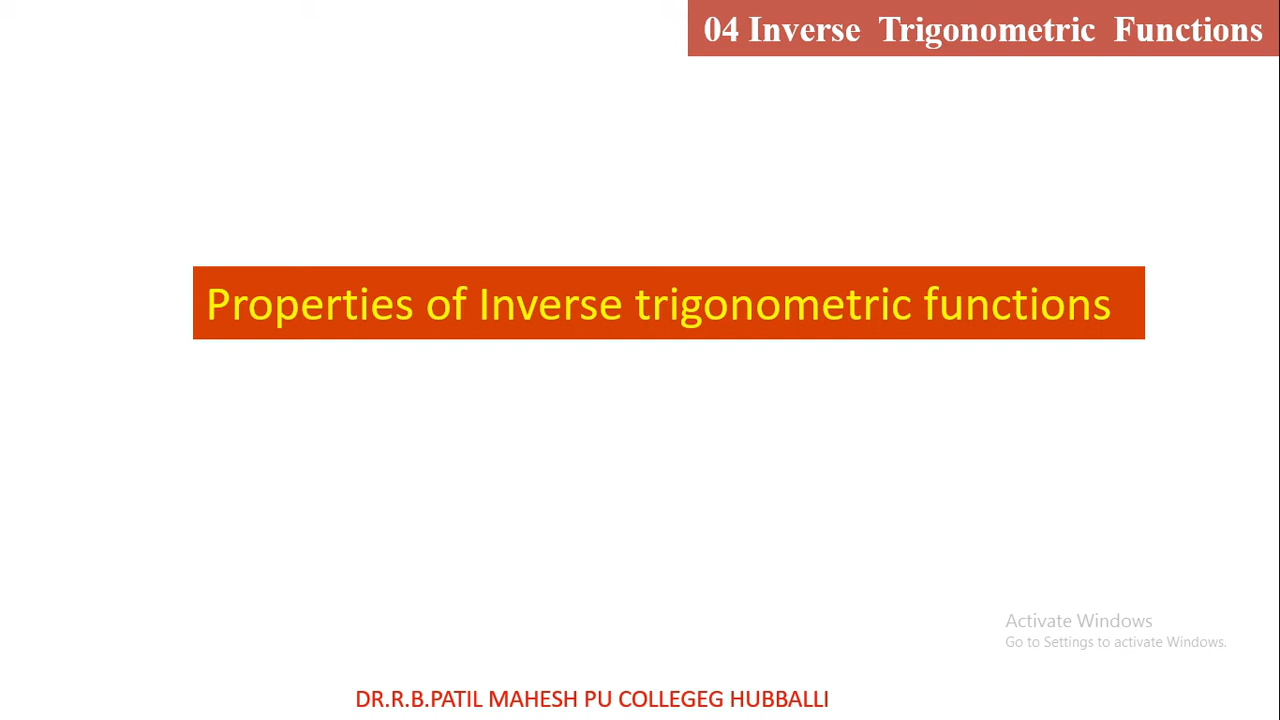 04 Inverse Trigonometric Functions
Properties of Inverse trigonometric functions
Activate Windows
Go to Settings to activate Windows.
DR.R.B.PATIL MAHESH PU COLLEGEG HUBBALLI